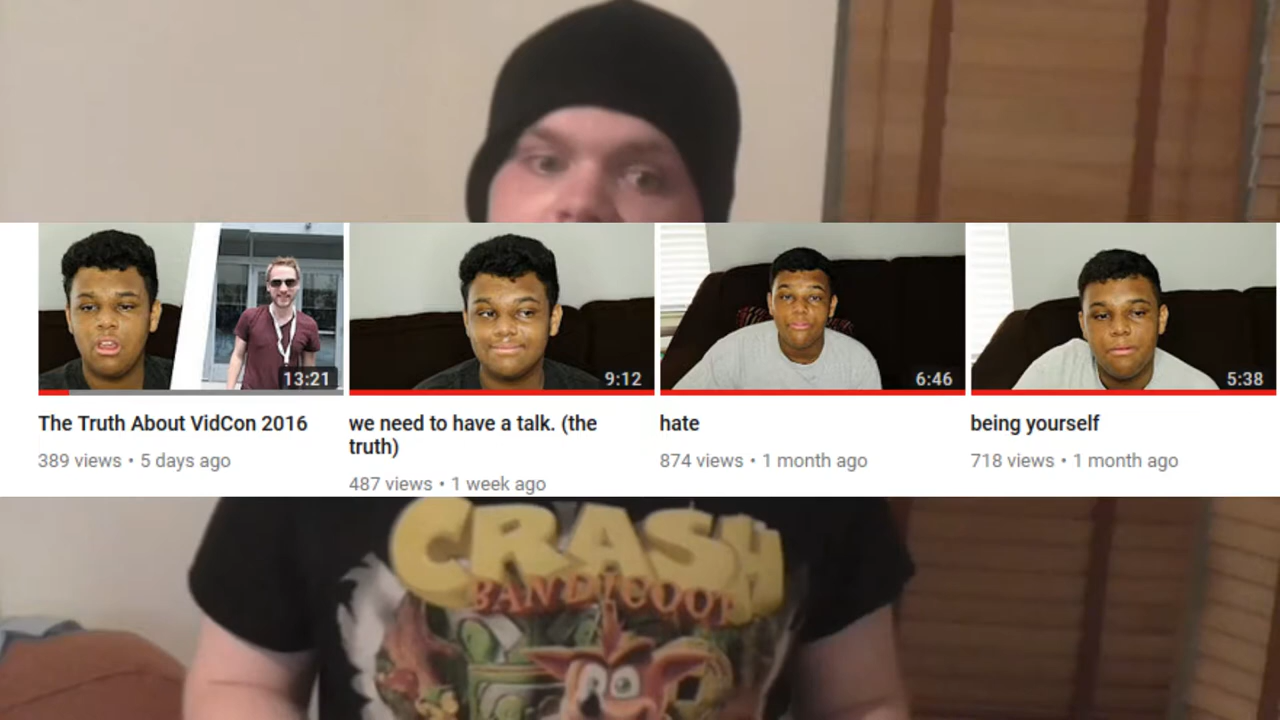 13:21
9:12
6:46
5:38
The Truth About VidCon 2016
we need to have a talk. (the
truth)
hate
being yourself
389 views • 5 days ago
487 views • 1 week ago
874 views • 1 month ago
718 views • 1 month ago
CRASH
BANDICOOT